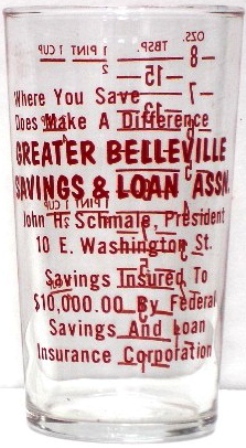 OZS.
TBSP.
1 PINT 1 CUP
2
8
15
7
Where You Save
Does Make A Difference
GREATER BELLEVILLE
SAVINGS & LOAN ASSN.
John H. Schmale, President
10 E. Washington St.
Savings Insured To
$10,000.00 By Federal
Savings And Loan
Insurance Corporation